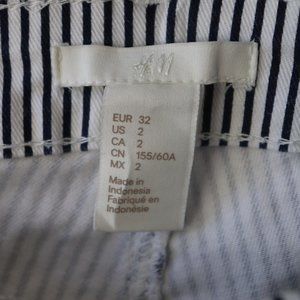 H&M
EUR 32
US 2
CA 2
CN 155/60A
MX 2
Made in
Indonesia
Fabriqué en
Indonésie